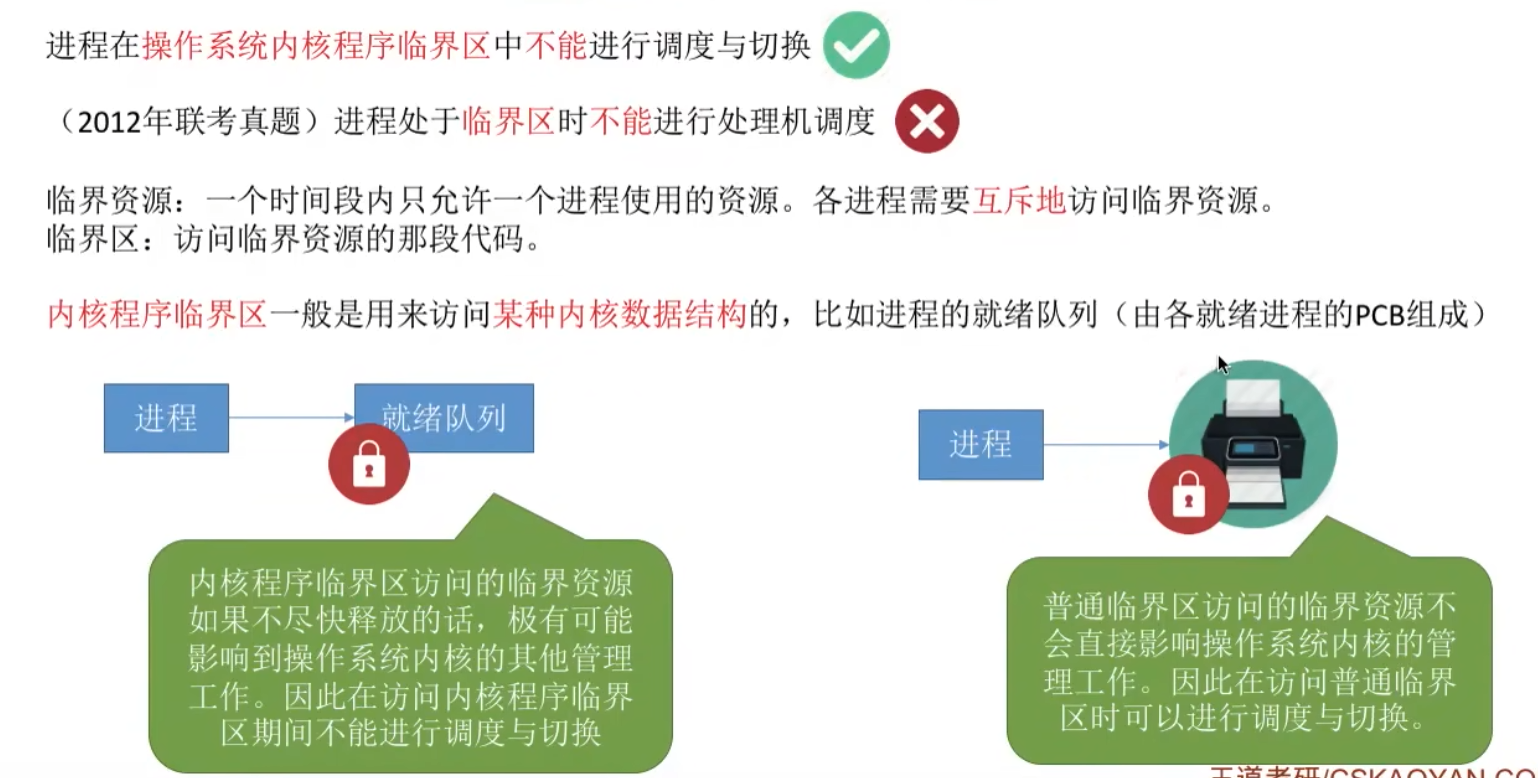 进程在操作系统内核程序临界区中不能进行调度与切换
（2012年联考真题）进程处于临界区时不能进行处理机调度
临界资源：一个时间段内只允许一个进程使用的资源。各进程需要互斥地访问临界资源。
临界区：访问临界资源的那段代码。
内核程序临界区一般是用来访问某种内核数据结构的，比如进程的就绪队列（由各就绪进程的PCB组成）
进程
就绪队列
进程
内核程序临界区访问的临界资源
如果不尽快释放的话，极有可能
影响到操作系统内核的其他管理
工作。因此在访问内核程序临界
区期间不能进行调度与切换
普通临界区访问的临界资源不
会直接影响操作系统内核的管
理工作。因此在访问普通临界
区时可以进行调度与切换。
王道考研/CSKAOYAN.CO